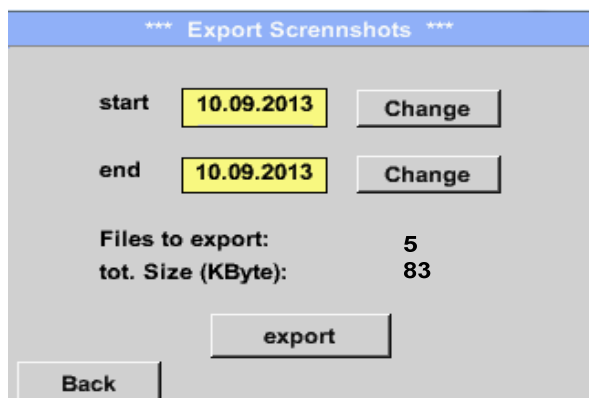 *** Export Scrennshots ***
start 10.09.2013 Change
end 10.09.2013 Change
Files to export: 5
tot. Size (KByte): 83
export
Back